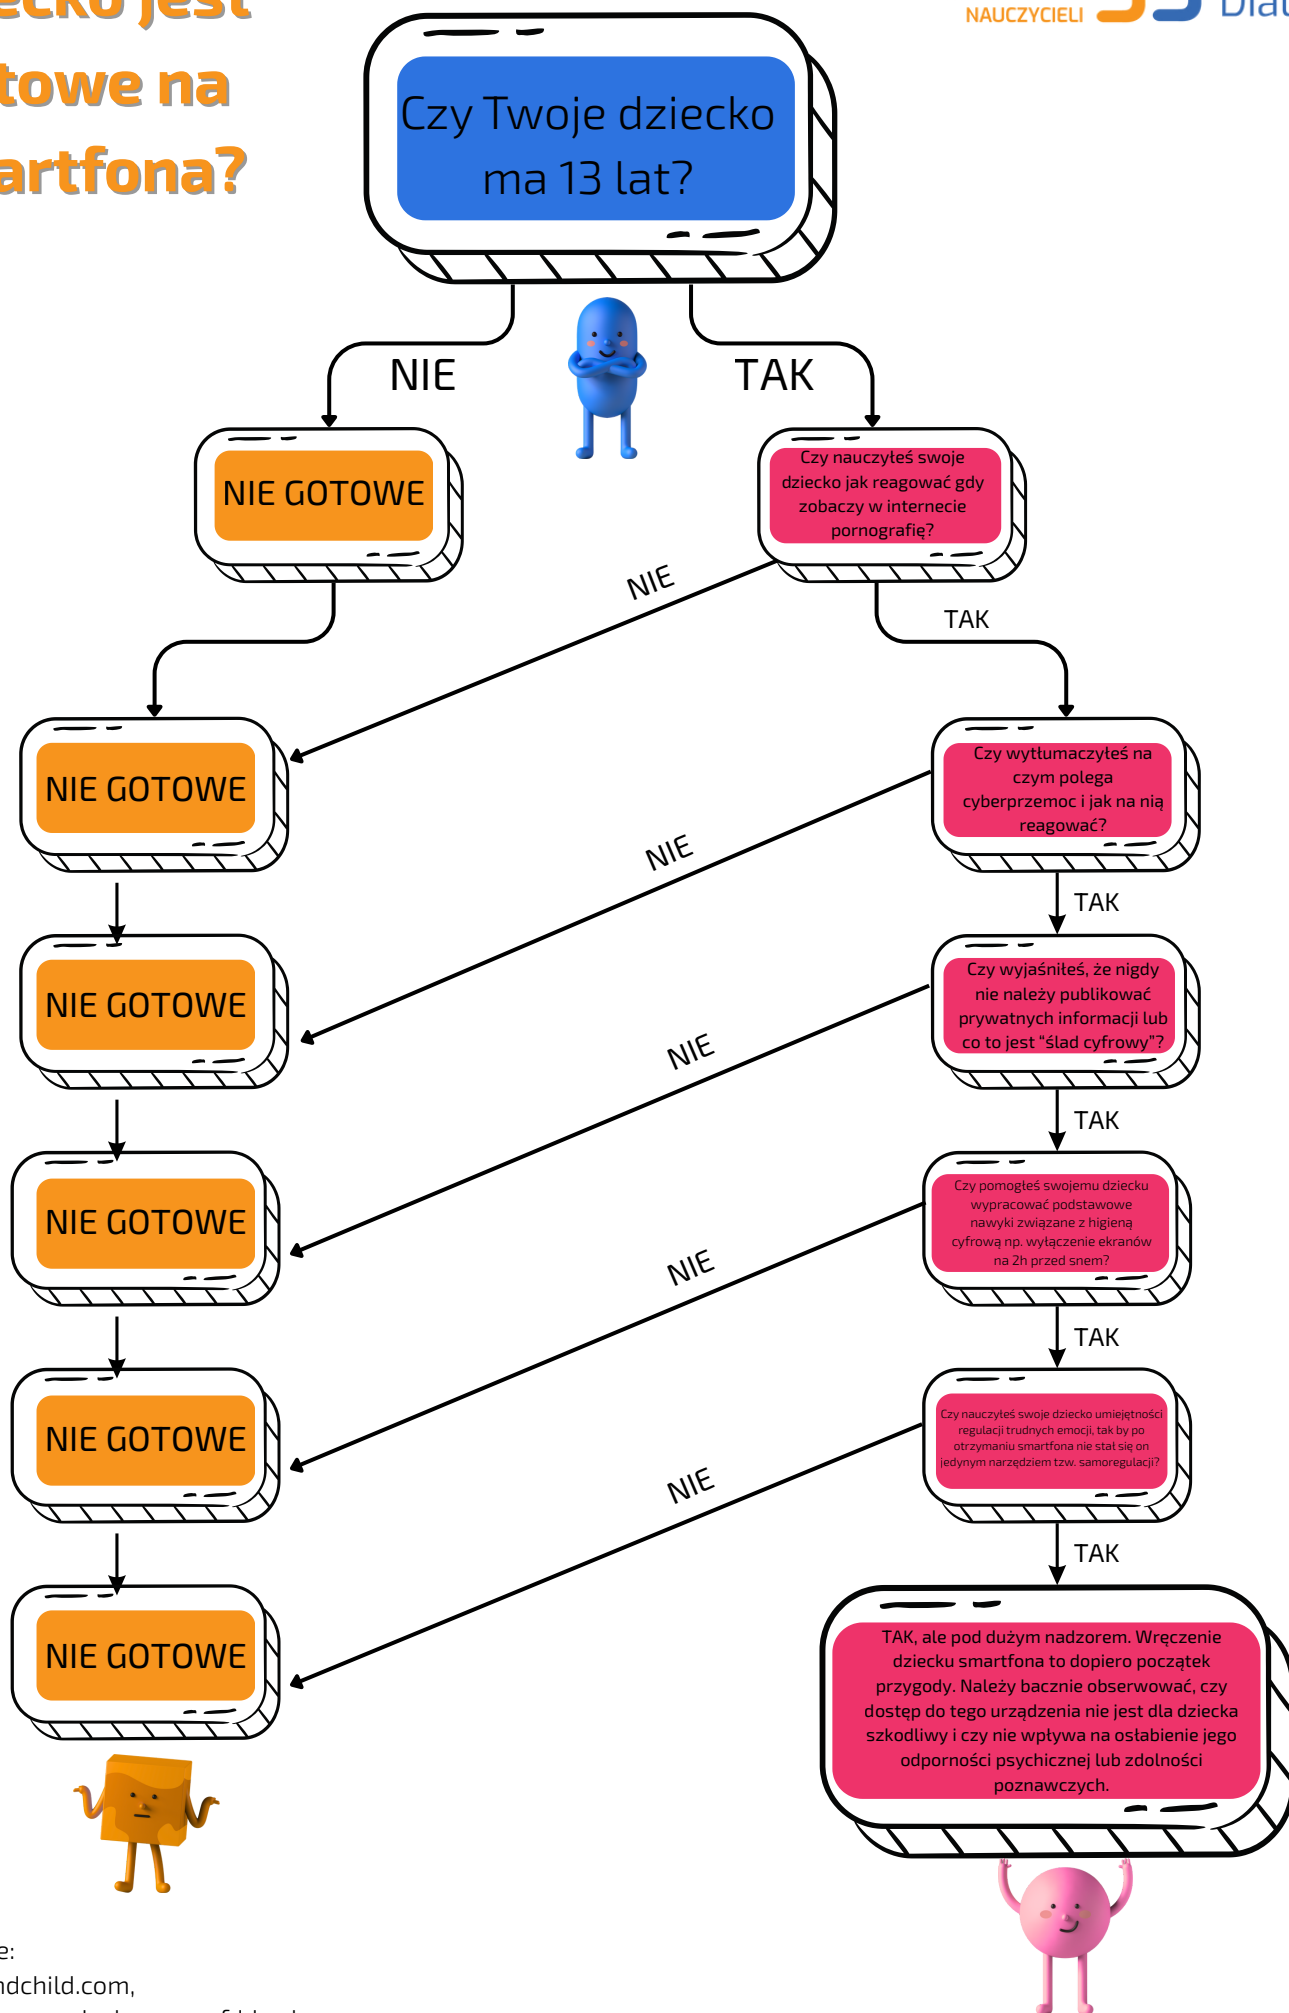 jest
na
NAUCZYCIELI
Czy Twoje dziecko
ma 13 lat?
NIE
TAK
NIE GOTOWE
Czy nauczyłeś swoje
dziecko jak reagować gdy
zobaczy w internecie
pornografię?
NIE
TAK
NIE GOTOWE
Czy wytłumaczyłeś na
czym polega
cyberprzemoc i jak na nią
reagować?
NIE
TAK
NIE GOTOWE
Czy wyjaśniłeś, że nigdy
nie należy publikować
prywatnych informacji lub
co to jest “ślad cyfrowy”?
NIE
TAK
NIE GOTOWE
Czy pomogłeś swojemu dziecku
wypracować podstawowe
nawyki związane z higieną
cyfrową np. wyłączenie ekranów
na 2h przed snem?
NIE
TAK
NIE GOTOWE
Czy nauczyłeś swoje dziecko umiejętności
regulacji trudnych emocji, tak by po
otrzymaniu smartfona nie stał się on
jedynym narzędziem tzw. samoregulacji?
NIE
TAK
NIE GOTOWE
TAK, ale pod dużym nadzorem. Wręczenie
dziecku smartfona to dopiero początek
przygody. Należy bacznie obserwować, czy
dostęp do tego urządzenia nie jest dla dziecka
szkodliwy i czy nie wpływa na osłabienie jego
odporności psychicznej lub zdolności
poznawczych.